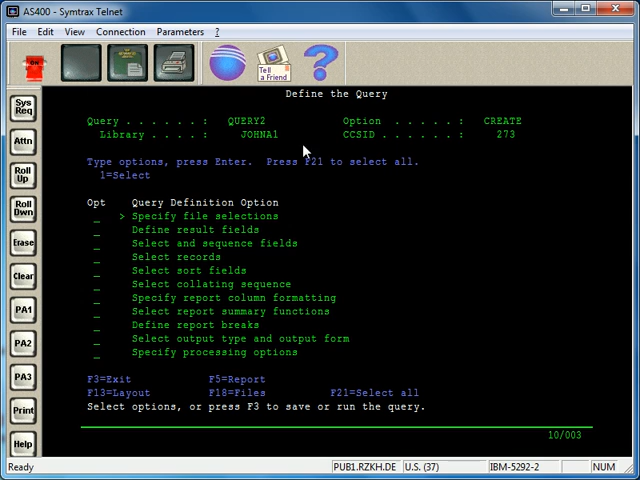 AS400 - Symtrax Telnet
File Edit View Connection Parameters ?
ON
Tell a Friend
Sys Req
Attn
Roll Up
Roll Dwn
Erase
Clear
PA1
PA2
PA3
Print
Help
Define the Query
Query . . . . . . : QUERY2 Option . . . . . : CREATE
Library . . . . : JOHNA1 CCSID . . . . . . : 273
Type options, press Enter. Press F21 to select all.
1=Select
Opt Query Definition Option
_ > Specify file selections
_ Define result fields
_ Select and sequence fields
_ Select records
_ Select sort fields
_ Select collating sequence
_ Specify report column formatting
_ Select report summary functions
_ Define report breaks
_ Select output type and output form
_ Specify processing options
F3=Exit F5=Report
F13=Layout F18=Files F21=Select all
Select options, or press F3 to save or run the query.
10/003
Ready PUB1.RZKH.DE U.S. (37) IBM-5292-2 NUM